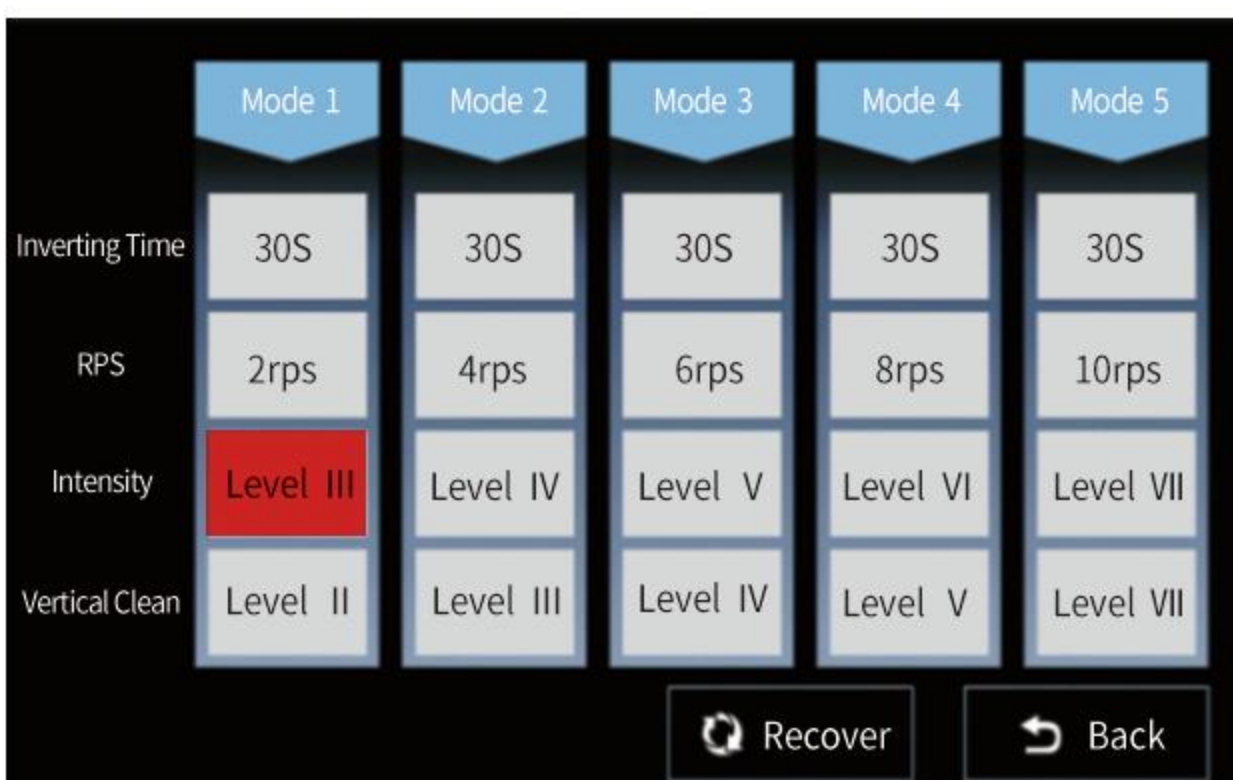 Mode 1 Mode 2 Mode 3 Mode 4 Mode 5
Inverting Time 30S 30S 30S 30S 30S
RPS 2rps 4rps 6rps 8rps 10rps
Intensity Level III Level IV Level V Level VI Level VII
Vertical Clean Level II Level III Level IV Level V Level VII
Recover Back